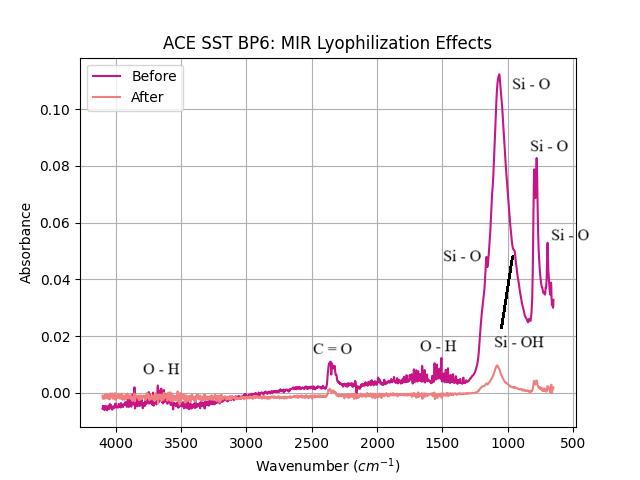 ACE SST BP6: MIR Lyophilization Effects
Before
After
Si - O
Si - O
Si - O
Si - O
Si - OH
C = O
O - H
O - H
0.10
0.08
0.06
0.04
0.02
0.00
Absorbance
4000 3500 3000 2500 2000 1500 1000 500
Wavenumber (cm⁻¹)